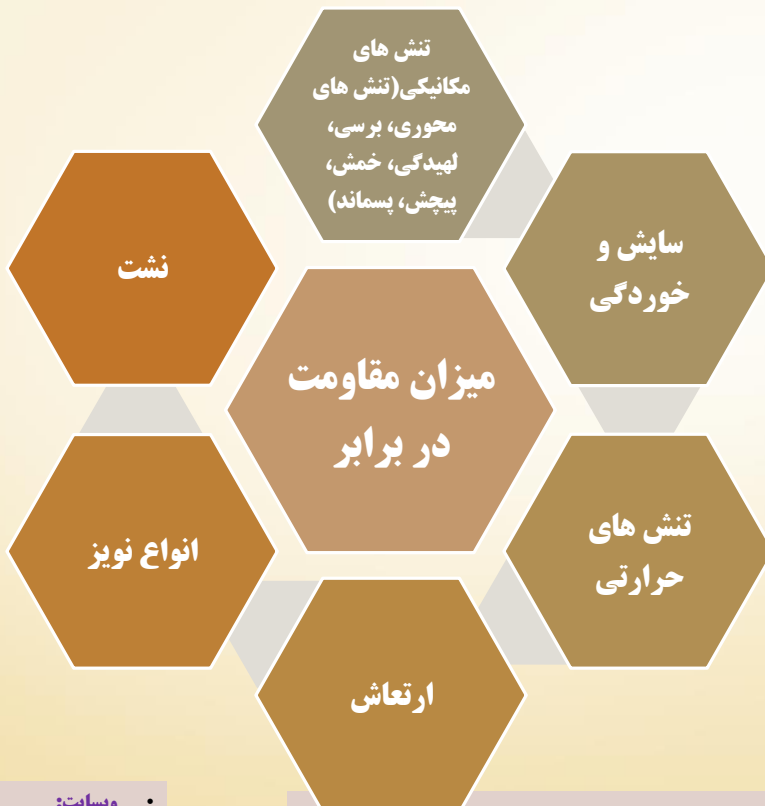 تنش های
مکانیکی(تنش های
محوری، برسی،
لهیدگی، خمش،
پیچش، پسماند)
سایش و
خوردگی
نشت
میزان مقاومت
در برابر
تنش های
حرارتی
انواع نویز
ارتعاش
• وبسایت: